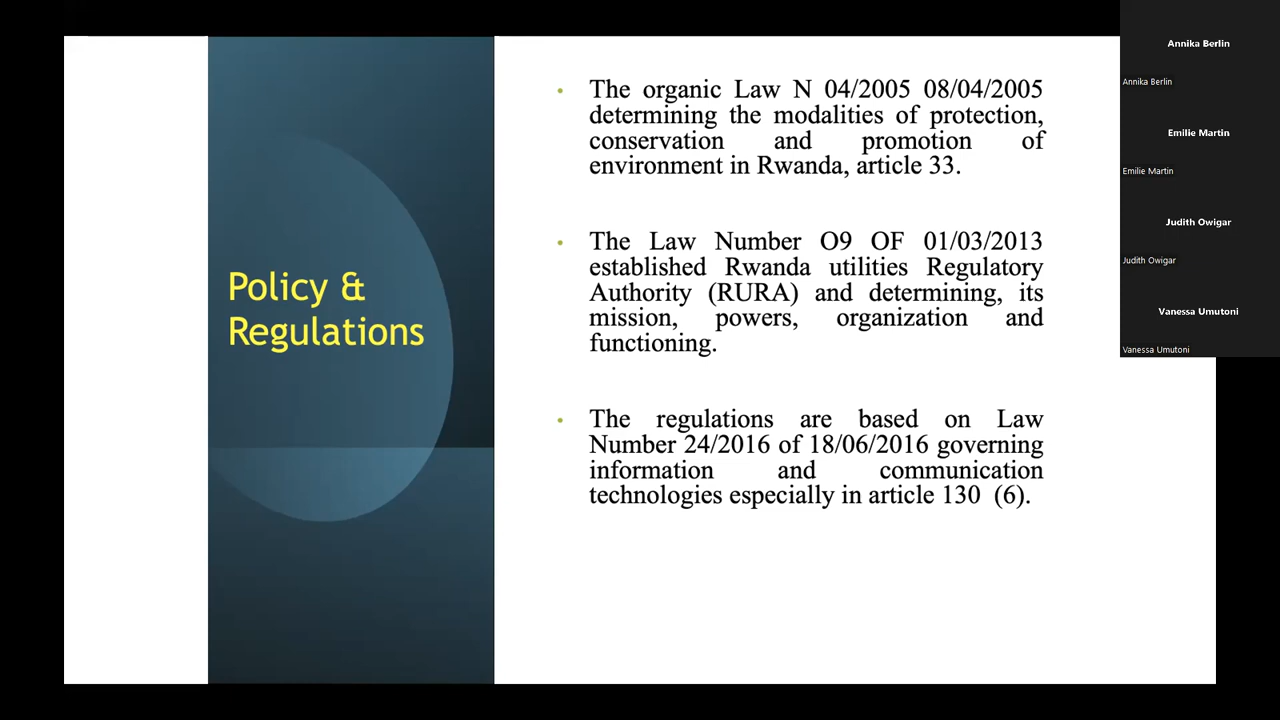 Policy &
Regulations
• The organic Law N 04/2005 08/04/2005
determining the modalities of protection,
conservation and promotion of
environment in Rwanda, article 33.
• The Law Number O9 OF 01/03/2013
established Rwanda utilities Regulatory
Authority (RURA) and determining, its
mission, powers, organization and
functioning.
• The regulations are based on Law
Number 24/2016 of 18/06/2016 governing
information and communication
technologies especially in article 130 (6).
Annika Berlin
Annika Berlin
Emilie Martin
Emilie Martin
Judith Owigar
Judith Owigar
Vanessa Umutoni
Vanessa Umutoni